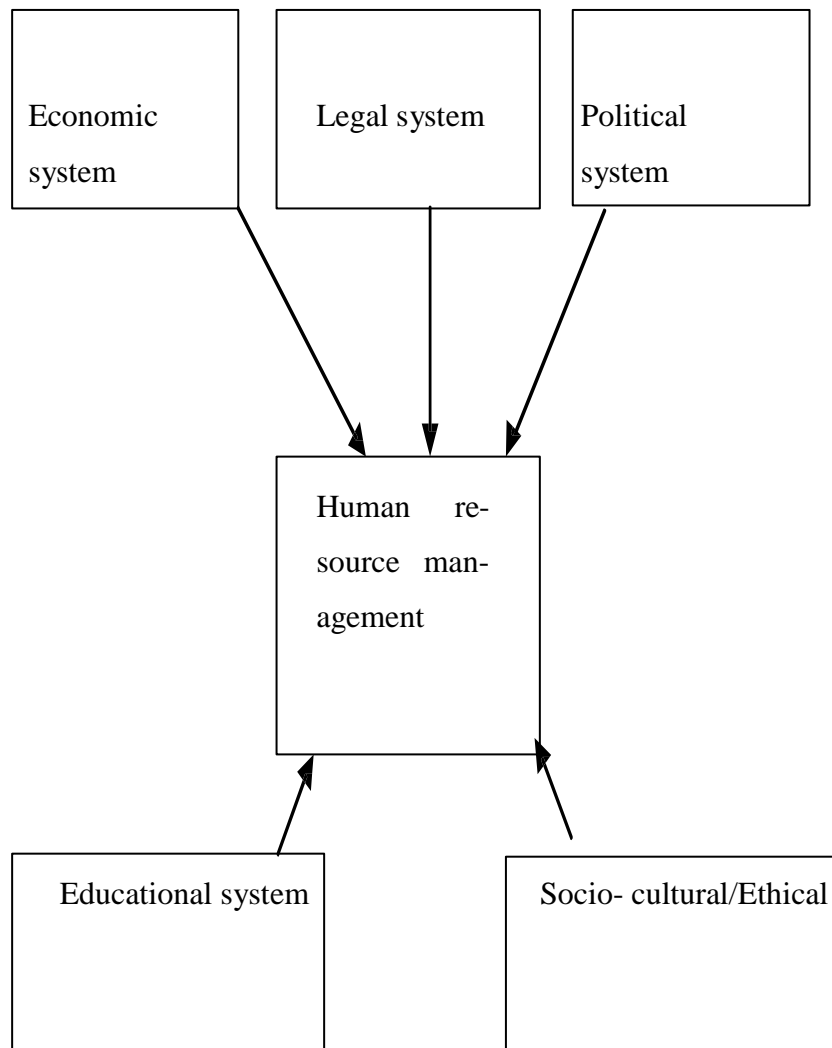 Economic
system
Legal system
Political
system
Human re-
source man-
agement
Educational system
Socio- cultural/Ethical